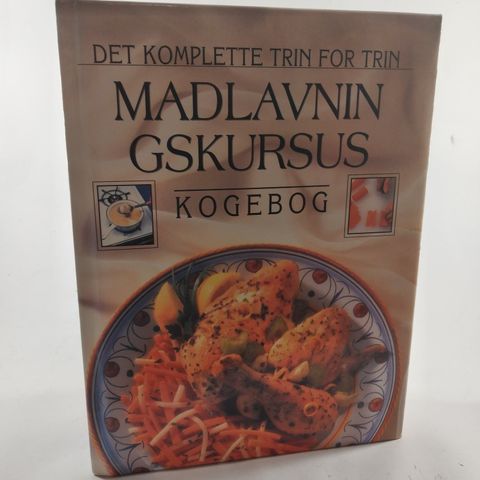 DET KOMPLETTE TRIN FOR TRIN
MADLAVNIN
GSKURSUS
KOGEBOG